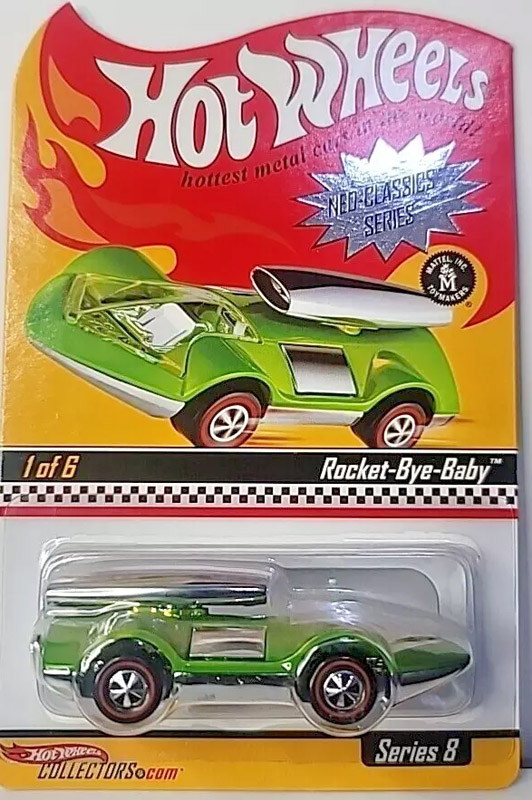 Hot Wheels
hottest metal cars in the world!
NEO-CLASSICS
SERIES
MATTEL, INC.
M
TOYMAKERS
1 of 6
Rocket-Bye-Baby™
Hot Wheels
COLLECTORS.com™
Series 8